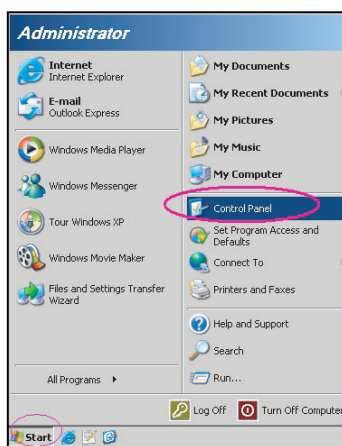 Administrator
Internet
Internet Explorer
E-mail
Outlook Express
Windows Media Player
Windows Messenger
Tour Windows XP
Windows Movie Maker
Files and Settings Transfer
Wizard
All Programs
My Documents
My Recent Documents
My Pictures
My Music
My Computer
Control Panel
Set Program Access and
Defaults
Connect To
Printers and Faxes
Help and Support
Search
Run...
Log Off
Turn Off Computer
Start